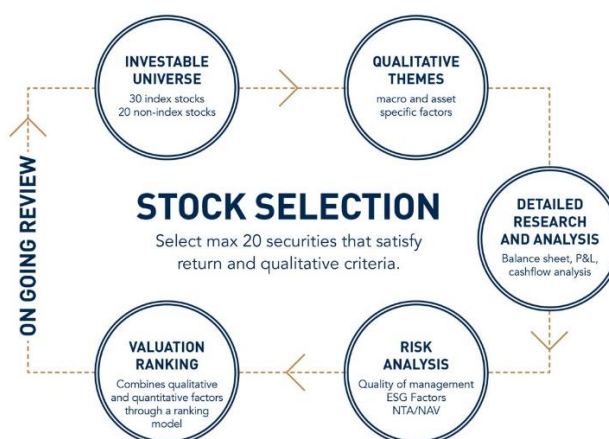 INVESTABLE
UNIVERSE
30 index stocks
20 non-index stocks
QUALITATIVE
THEMES
macro and asset
specific factors
DETAILED
RESEARCH
AND ANALYSIS
Balance sheet, P&L,
cashflow analysis
STOCK SELECTION
Select max 20 securities that satisfy
return and qualitative criteria.
RISK
ANALYSIS
Quality of management
ESG Factors
NTA/NAV
VALUATION
RANKING
Combines qualitative
and quantitative factors
through a ranking
model
ON GOING REVIEW